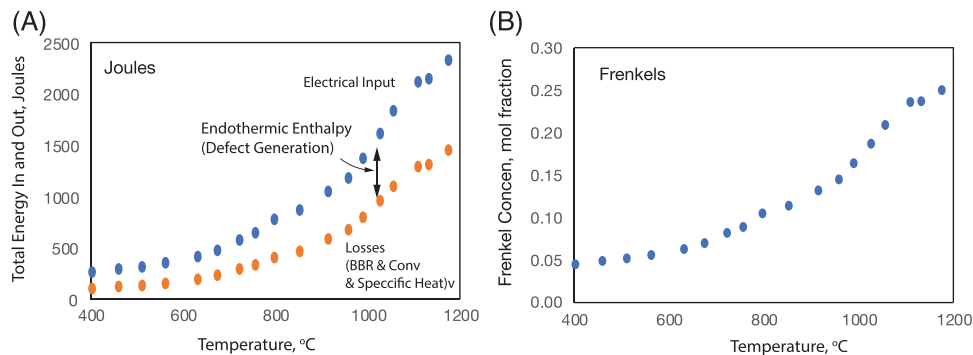 (A)
Total Energy In and Out, Joules
2500
2000
1500
1000
500
0
Joules
Electrical Input
Endothermic Enthalpy
(Defect Generation)
Losses
(BBR & Conv
& Speccific Heat)v
400
600
800
1000
1200
Temperature, °C
(B)
Frenkel Concen, mol fraction
0.30
0.25
0.20
0.15
0.10
0.05
0.00
Frenkels
400
600
800
1000
1200
Temperature, °C